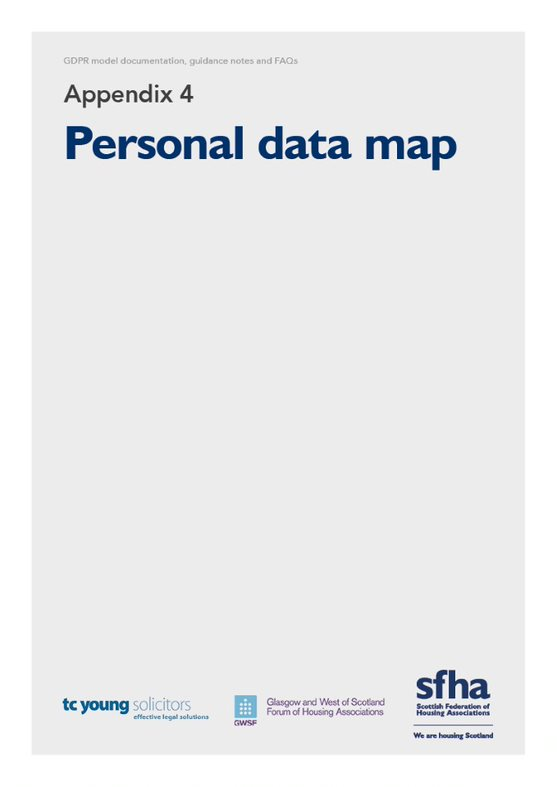 GDPR model documentation, guidance notes and FAQs
Appendix 4
Personal data map
tc young solicitors
effective legal solutions
GWSF
Glasgow and West of Scotland
Forum of Housing Associations
sfha
Scottish Federation of
Housing Associations
We are housing Scotland